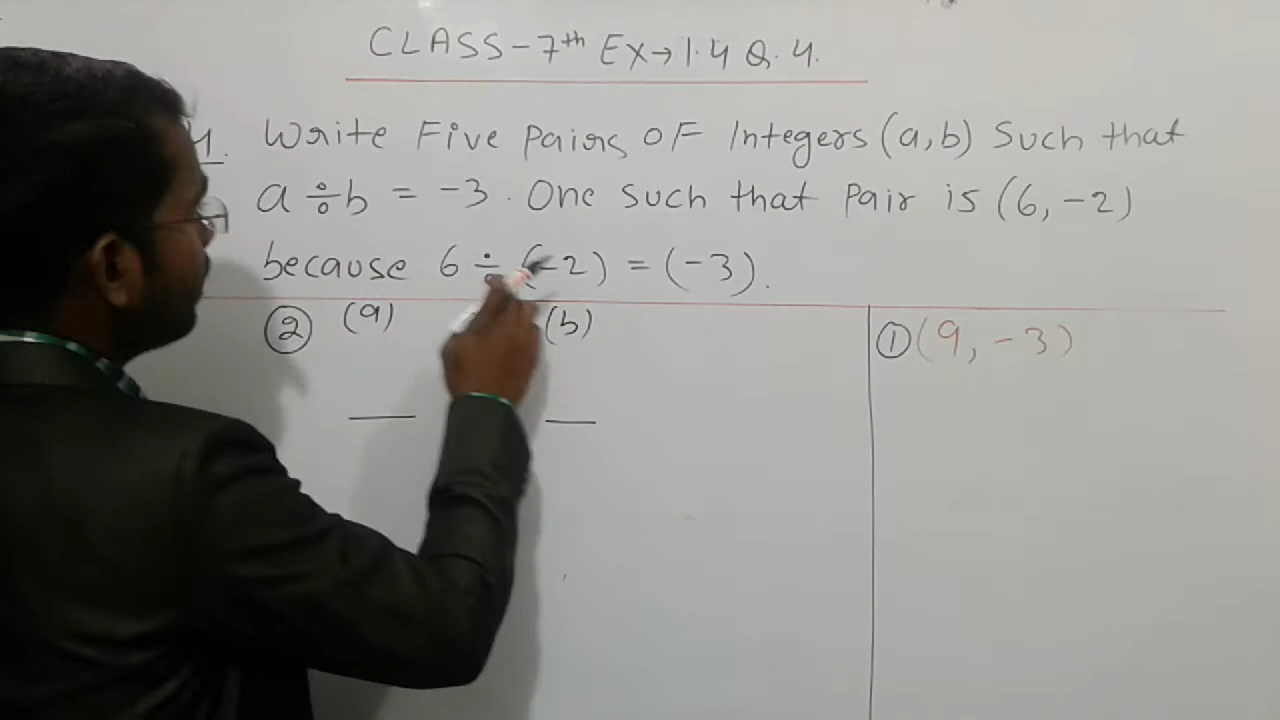 CLASS-7th EX→1.4 Q.4.
4. Write Five Pairs OF Integers (a,b) Such that
a÷b = -3. One such that Pair is (6, -2)
because 6 ÷ (-2) = (-3).
② (a) (b)
① (9, -3)